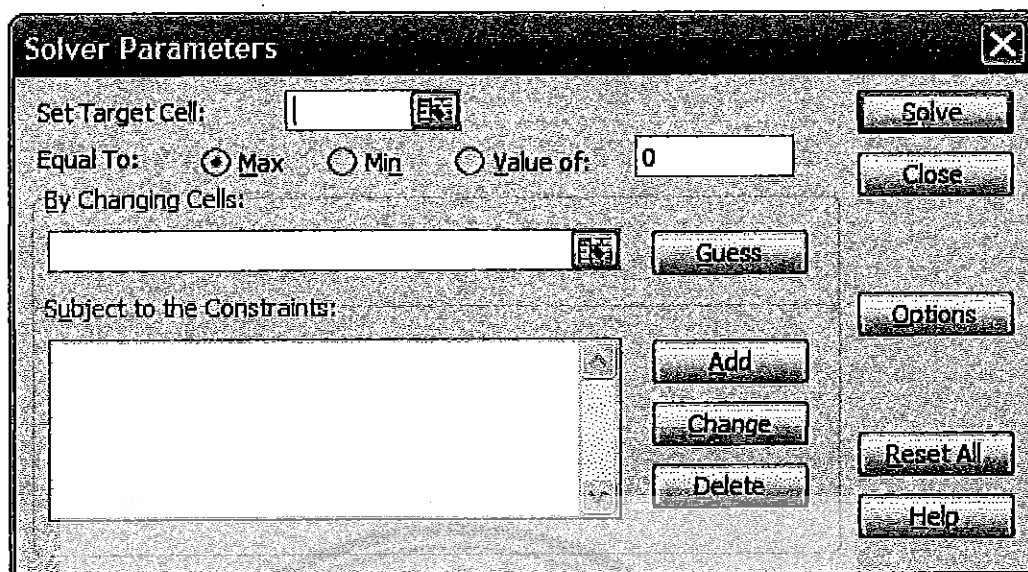 Solver Parameters
Set Target Cell:
Solve
Equal To: Max Min Value of: 0
Close
By Changing Cells:
Guess
Subject to the Constraints:
Options
Add
Change
Reset All
Delete
Help